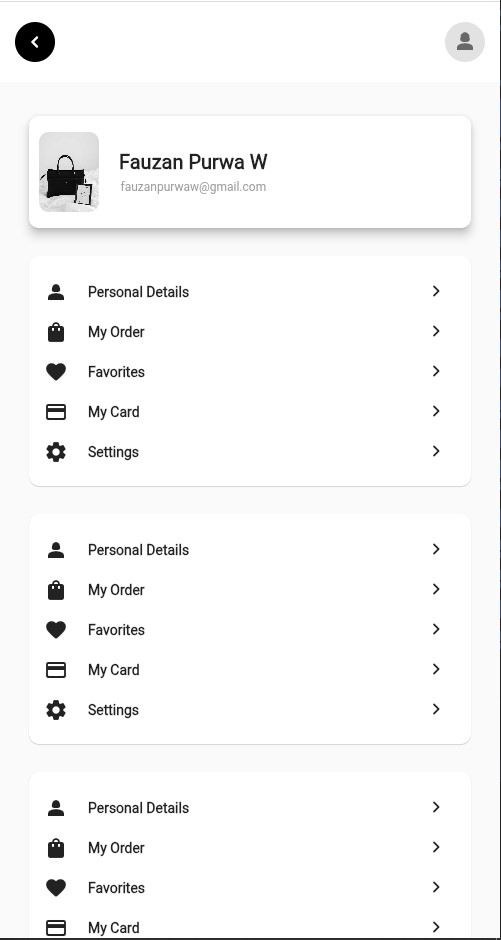 Fauzan Purwa W
fauzanpurwaw@gmail.com
Personal Details
My Order
Favorites
My Card
Settings
Personal Details
My Order
Favorites
My Card
Settings
Personal Details
My Order
Favorites
My Card